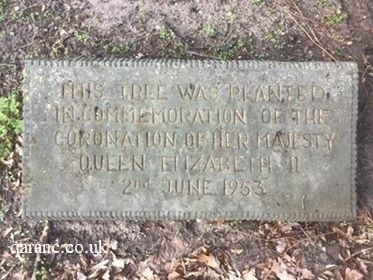 THIS TREE WAS PLANTED
IN COMMEMORATION OF THE
CORONATION OF HER MAJESTY
QUEEN ELIZABETH II
2ND JUNE 1953
qaranc.co.uk